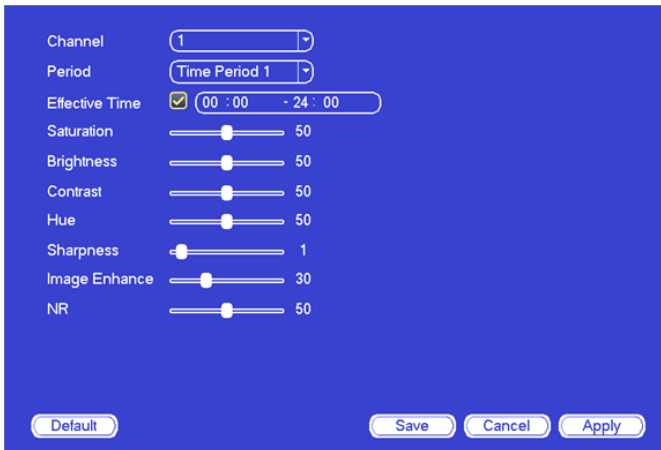 Channel 1
Period Time Period 1
Effective Time 00 :00 - 24 : 00
Saturation 50
Brightness 50
Contrast 50
Hue 50
Sharpness 1
Image Enhance 30
NR 50
Default Save Cancel Apply